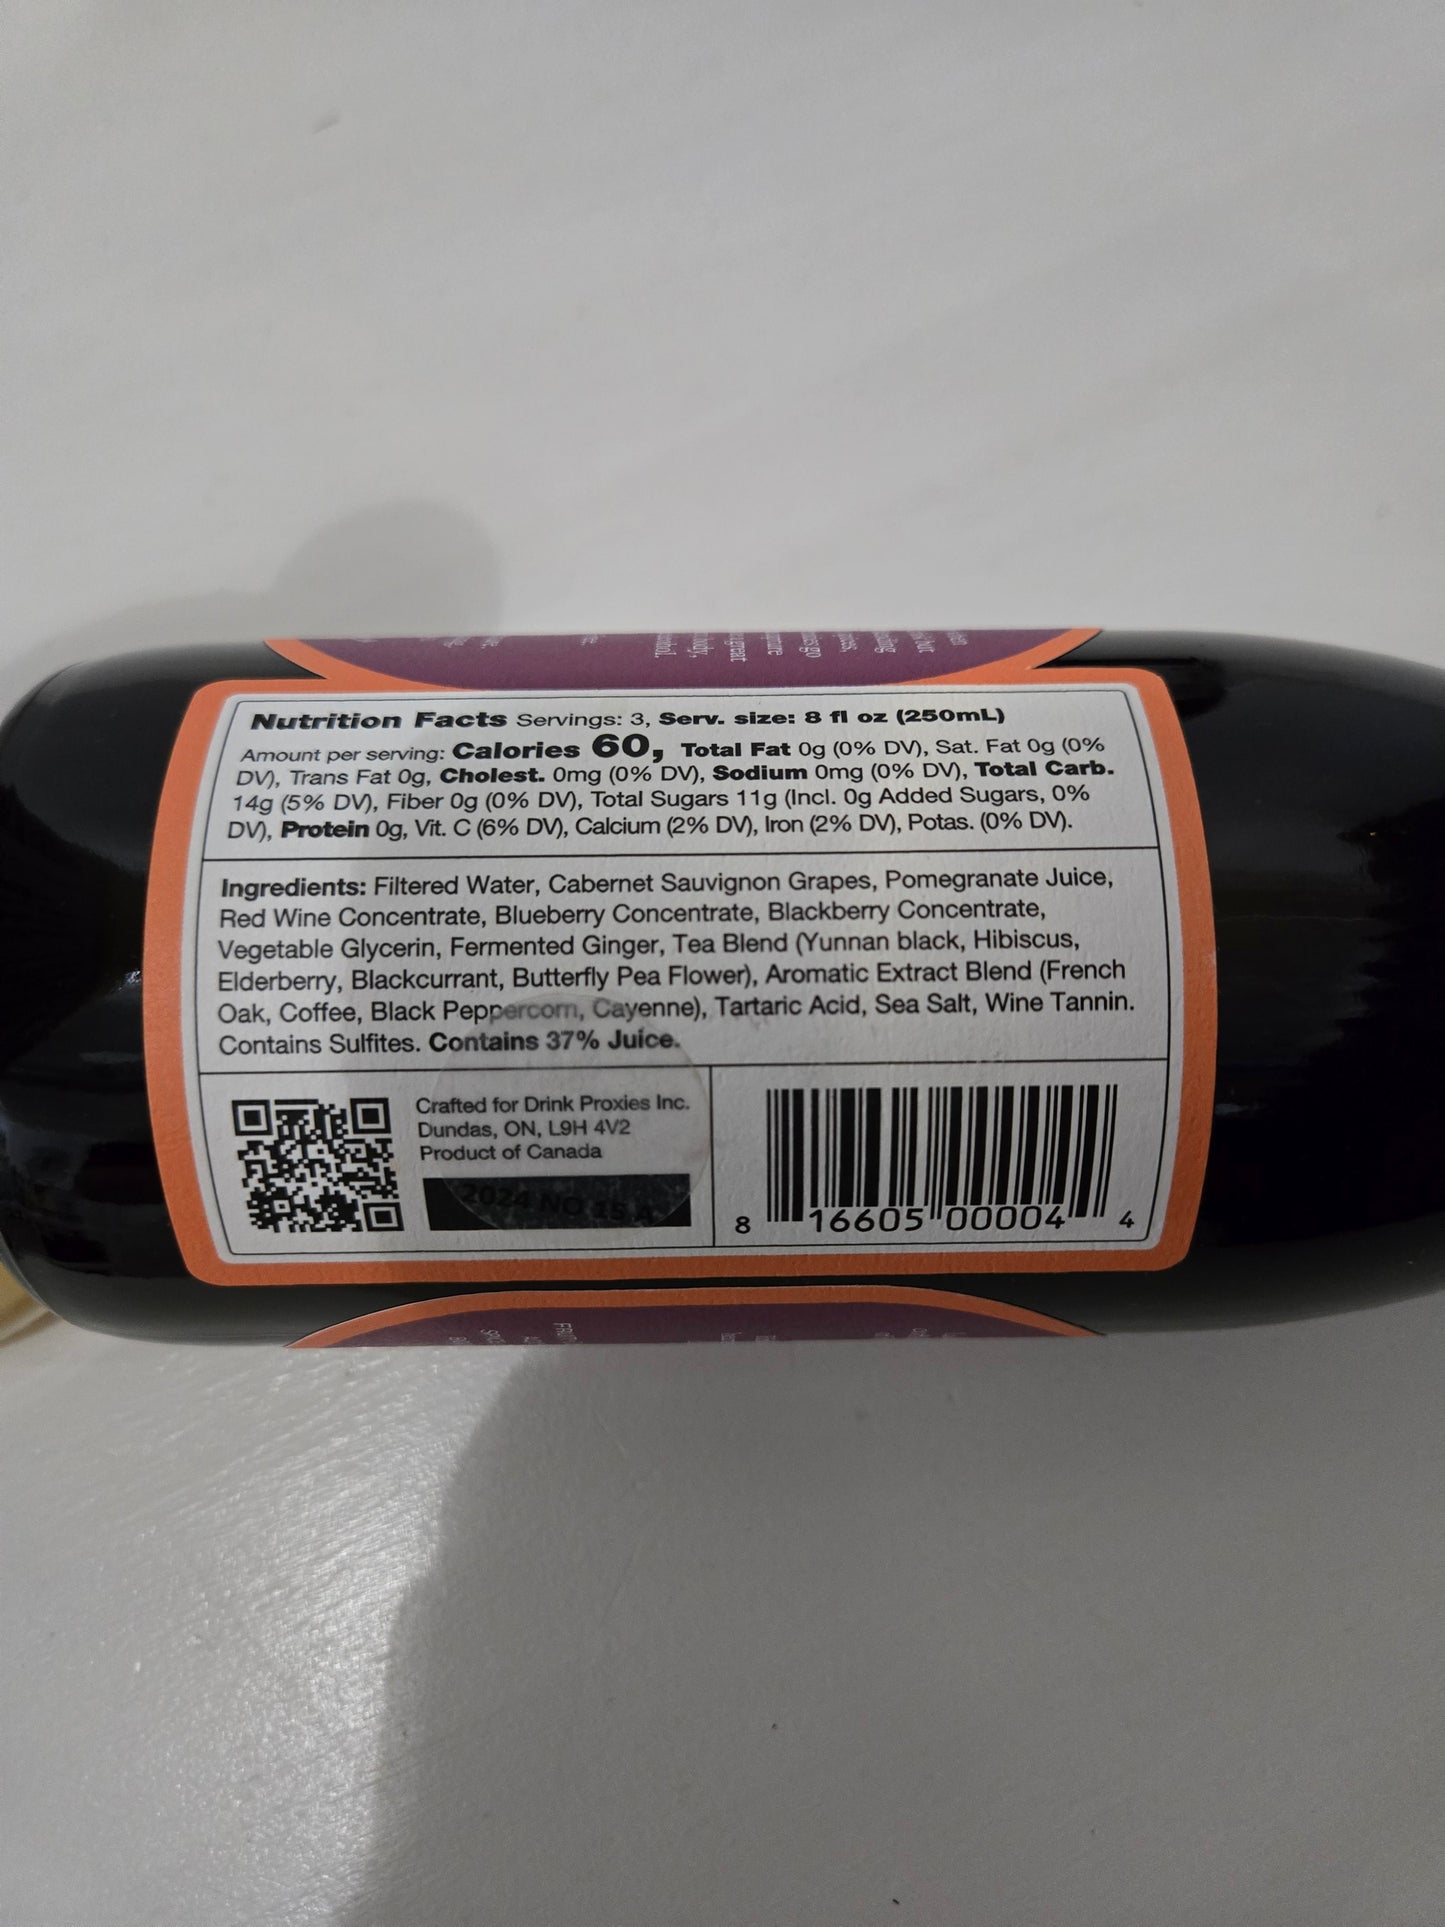 Nutrition Facts Servings: 3, Serv. size: 8 fl oz (250mL)
Amount per serving: Calories 60, Total Fat 0g (0% DV), Sat. Fat 0g (0%
DV), Trans Fat 0g, Cholest. 0mg (0% DV), Sodium 0mg (0% DV), Total Carb.
14g (5% DV), Fiber 0g (0% DV), Total Sugars 11g (Incl. 0g Added Sugars, 0%
DV), Protein 0g, Vit. C (6% DV), Calcium (2% DV), Iron (2% DV), Potas. (0% DV).
Ingredients: Filtered Water, Cabernet Sauvignon Grapes, Pomegranate Juice,
Red Wine Concentrate, Blueberry Concentrate, Blackberry Concentrate,
Vegetable Glycerin, Fermented Ginger, Tea Blend (Yunnan black, Hibiscus,
Elderberry, Blackcurrant, Butterfly Pea Flower), Aromatic Extract Blend (French
Oak, Coffee, Black Peppercorn, Cayenne), Tartaric Acid, Sea Salt, Wine Tannin.
Contains Sulfites. Contains 37% Juice.
Crafted for Drink Proxies Inc.
Dundas, ON, L9H 4V2
Product of Canada
2024 NO 15 A
8 16605 00004 4